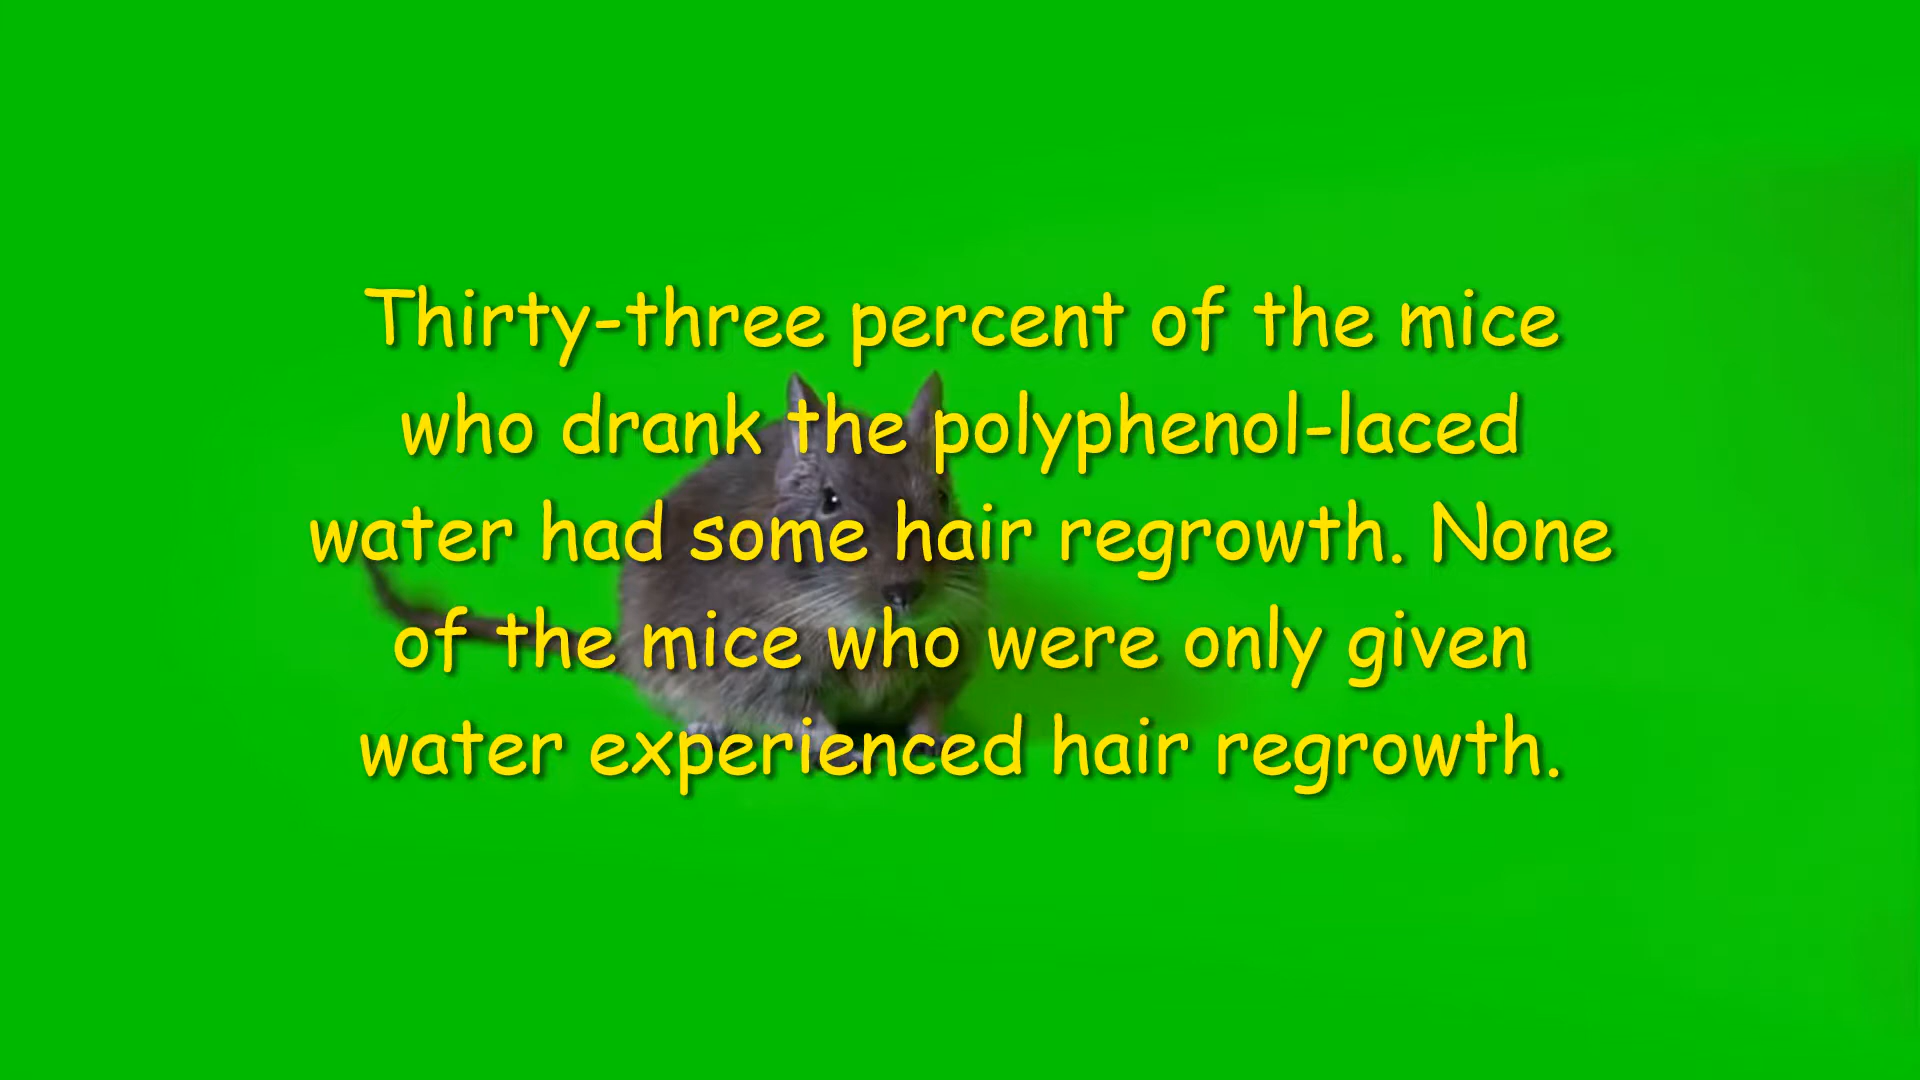 Thirty-three percent of the mice
who drank the polyphenol-laced
water had some hair regrowth. None
of the mice who were only given
water experienced hair regrowth.